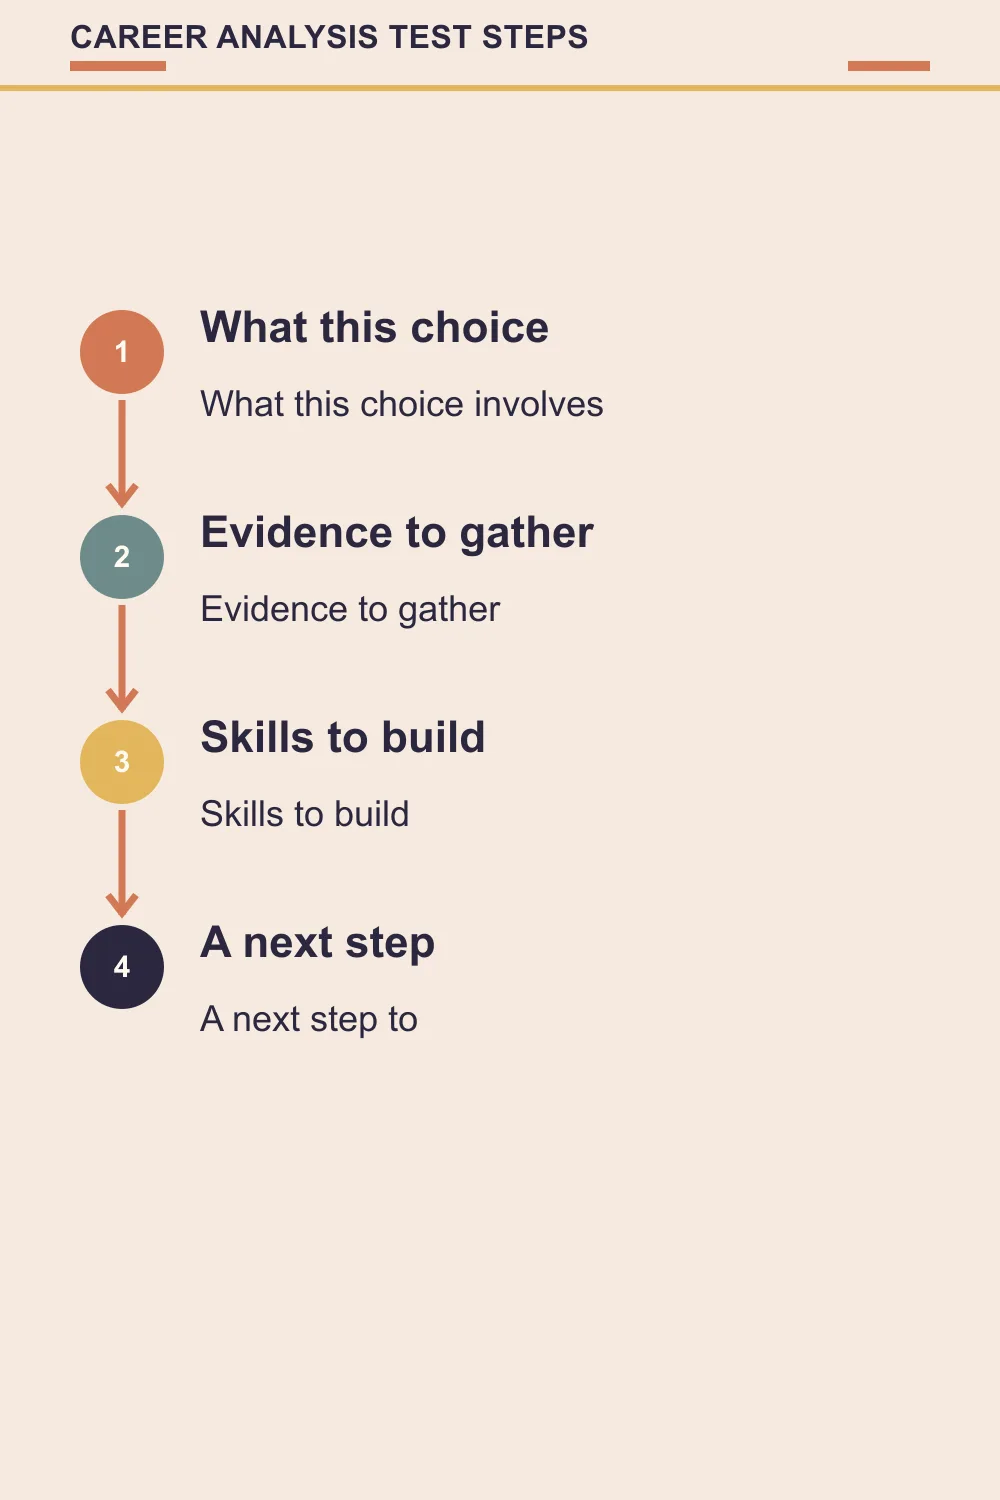 CAREER ANALYSIS TEST STEPS
1
What this choice
What this choice involves
2
Evidence to gather
Evidence to gather
3
Skills to build
Skills to build
4
A next step
A next step to